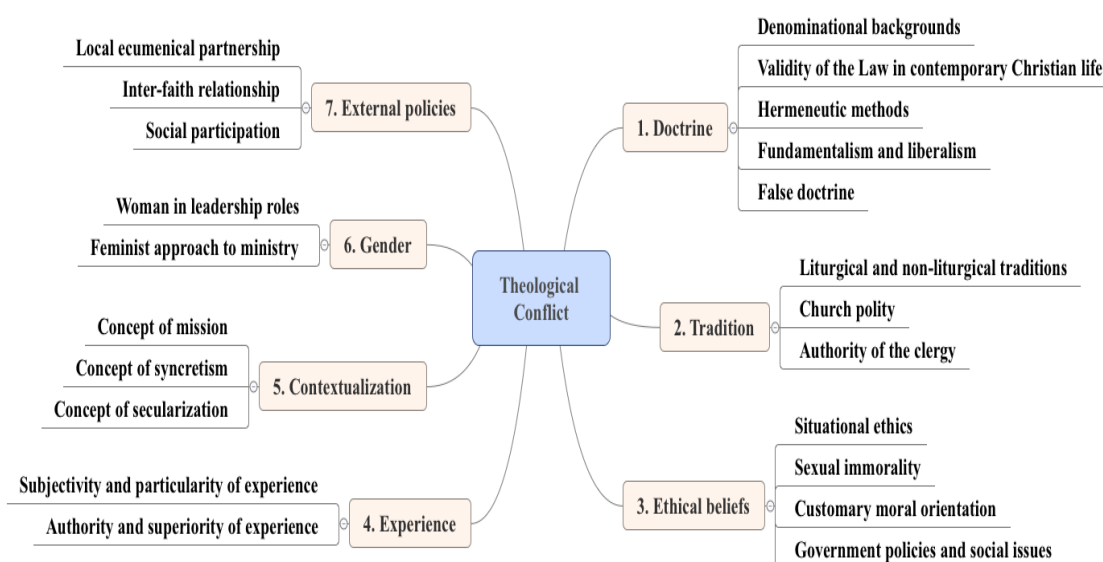 Theological
Conflict
1. Doctrine
Denominational backgrounds
Validity of the Law in contemporary Christian life
Hermeneutic methods
Fundamentalism and liberalism
False doctrine
2. Tradition
Liturgical and non-liturgical traditions
Church polity
Authority of the clergy
3. Ethical beliefs
Situational ethics
Sexual immorality
Customary moral orientation
Government policies and social issues
4. Experience
Subjectivity and particularity of experience
Authority and superiority of experience
5. Contextualization
Concept of mission
Concept of syncretism
Concept of secularization
6. Gender
Woman in leadership roles
Feminist approach to ministry
7. External policies
Local ecumenical partnership
Inter-faith relationship
Social participation